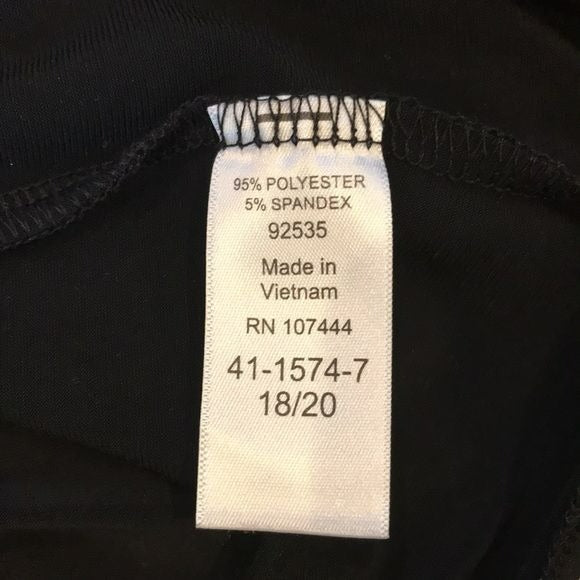 95% POLYESTER
5% SPANDEX
92535
Made in
Vietnam
RN 107444
41-1574-7
18/20